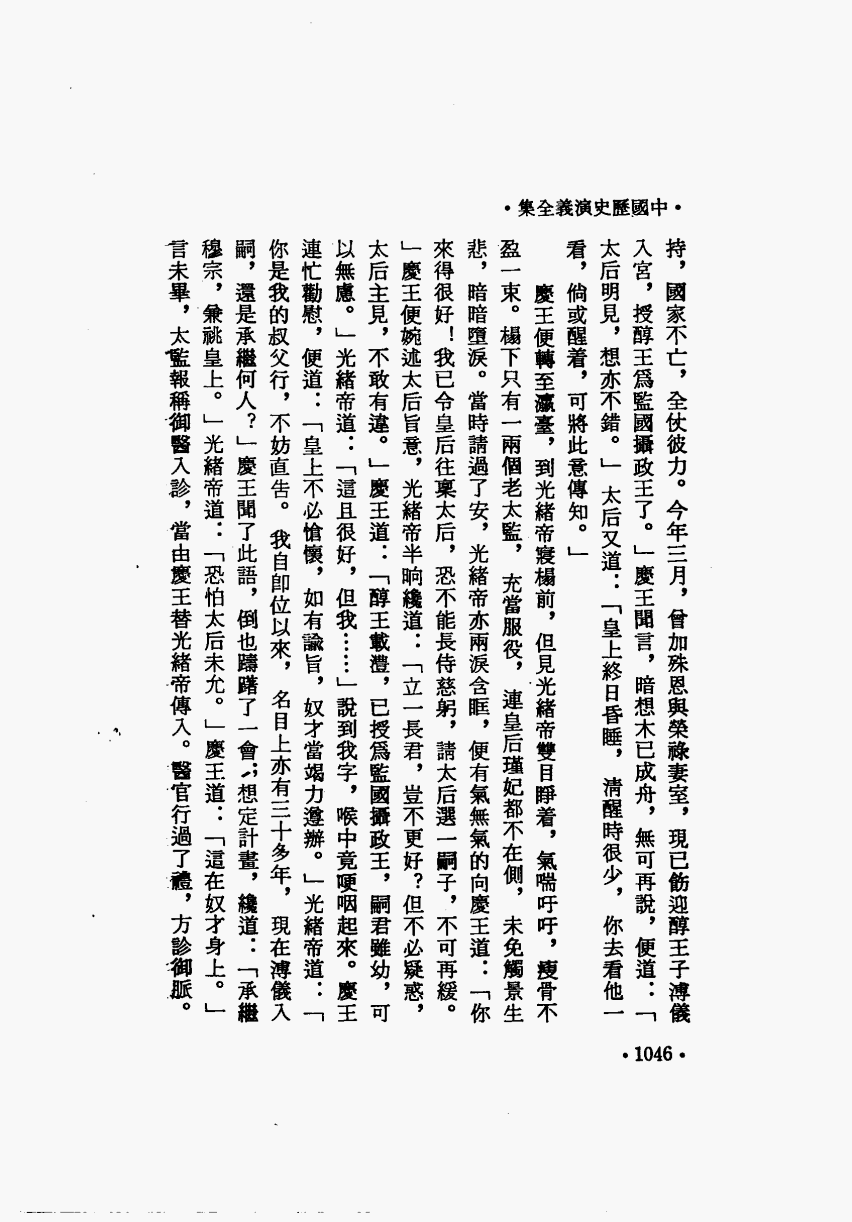 •中國歷史演義全集•
持，國家不亡，全仗彼力。今年三月，曾加殊恩與榮祿妻室，現已飭迎醇王子溥儀
入宮，授醇王爲監國攝政王了。」慶王聞言，暗想木已成舟，無可再說，便道：「
太后明見，想亦不錯。」太后又道：「皇上終日昏睡，淸醒時很少，你去看他一
看，倘或醒着，可將此意傳知。」
慶王便轉至瀛臺，到光緒帝寢榻前，但見光緒帝雙目睜着，氣喘吁吁，瘦骨不
盈一束。榻下只有一兩個老太監，充當服役，連皇后瑾妃都不在側，未免觸景生
悲，暗暗墮淚。當時請過了安，光緒帝亦兩淚含眶，便有氣無氣的向慶王道：「你
來得很好！我已令皇后往稟太后，恐不能長侍慈躬，請太后選一嗣子，不可再緩。
」慶王便婉述太后旨意，光緒帝半晌纔道：「立一長君，豈不更好？但不必疑惑，
太后主見，不敢有違。」慶王道：「醇王載澧，已授爲監國攝政王，嗣君雖幼，可
以無慮。」光緒帝道：「這且很好，但我……」說到我字，喉中竟哽咽起來。慶王
連忙勸慰，便道：「皇上不必愴懷，如有諭旨，奴才當竭力遵辦。」光緒帝道：「
你是我的叔父行，不妨直告。我自卽位以來，名目上亦有三十多年，現在溥儀入
嗣，還是承繼何人？」慶王聞了此語，倒也躊躇了一會；想定計畫，纔道：「承繼
穆宗，兼祧皇上。」光緒帝道：「恐怕太后未允。」慶王道：「這在奴才身上。」
言未畢，太監報稱御醫入診，當由慶王替光緒帝傳入。醫官行過了禮，方診御脈。
•1046•